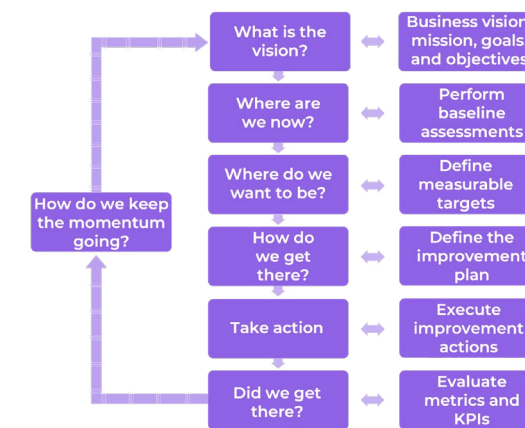 What is the
vision?
Business vision
mission, goals
and objectives
Where are
we now?
Perform
baseline
assessments
Where do we
want to be?
Define
measurable
targets
How do we keep
the momentum
going?
How do
we get
there?
Define the
improvement
plan
Take action
Execute
improvement
actions
Did we get
there?
Evaluate
metrics and
KPIs